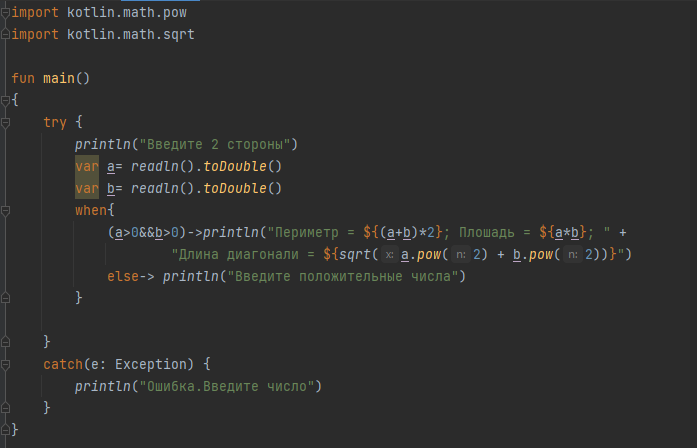 import kotlin.math.pow
import kotlin.math.sqrt
fun main()
{
try {
println("Введите 2 стороны")
var a= readln().toDouble()
var b= readln().toDouble()
when{
(a>0&&b>0)->println("Периметр = ${(a+b)*2}; Плошадь = ${a*b}; " +
"Длина диагонали = ${sqrt( x: a.pow( n: 2) + b.pow( n: 2))}")
else-> println("Введите положительные числа")
}
}
catch(e: Exception) {
println("Ошибка.Введите число")
}
}